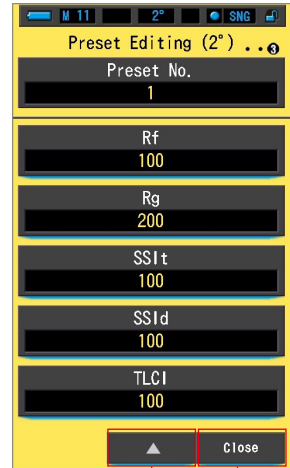 M 11 2° SNG
Preset Editing (2°) ..❸
Preset No.
1
Rf
100
Rg
200
SSIt
100
SSId
100
TLCI
100
▲ Close